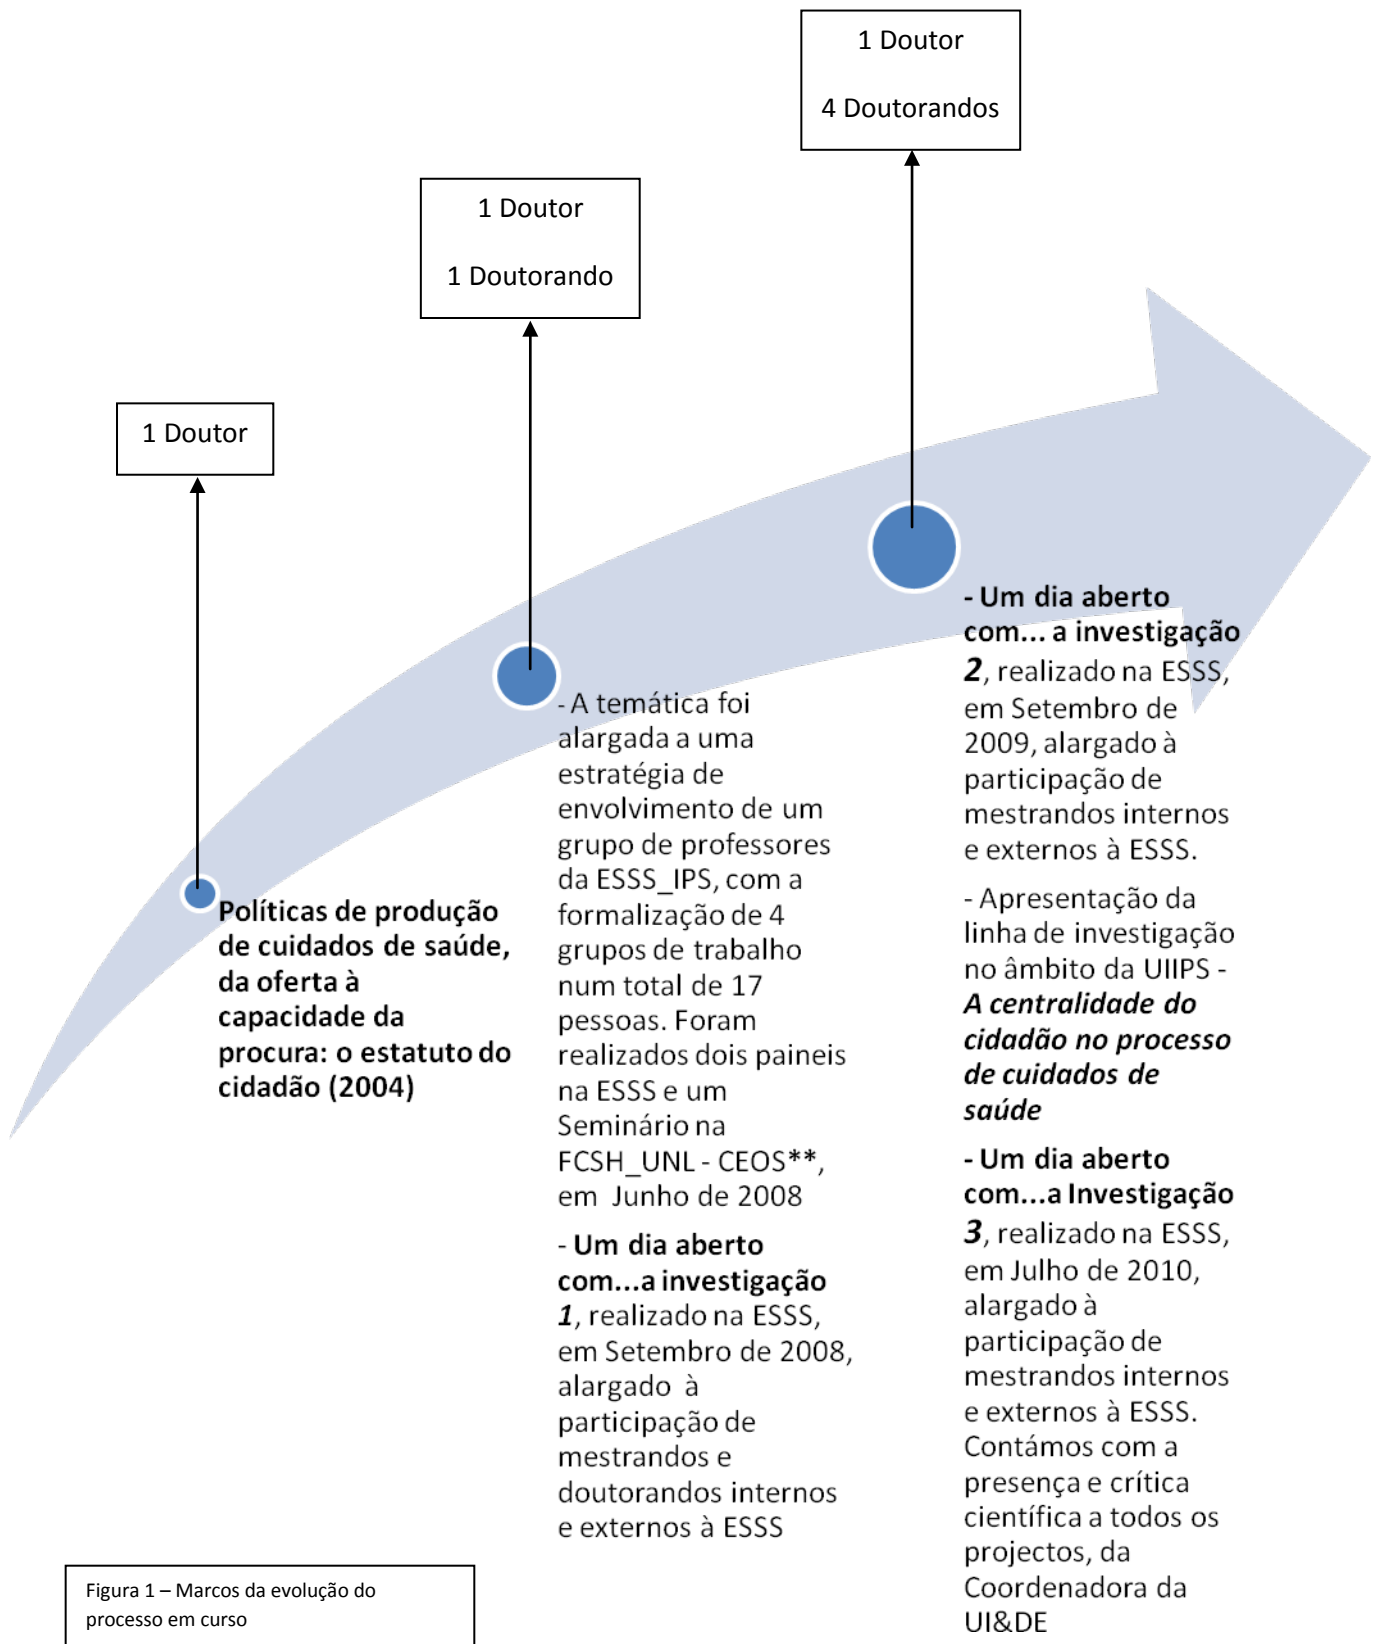 1 Doutor
4 Doutorandos
1 Doutor
1 Doutorando
1 Doutor
Políticas de produção
de cuidados de saúde,
da oferta à
capacidade da
procura: o estatuto do
cidadão (2004)
- A temática foi
alargada a uma
estratégia de
envolvimento de um
grupo de professores
da ESSS_IPS, com a
formalização de 4
grupos de trabalho
num total de 17
pessoas. Foram
realizados dois paineis
na ESSS e um
Seminário na
FCSH_UNL - CEOS**,
em Junho de 2008
- Um dia aberto
com...a investigação
1, realizado na ESSS,
em Setembro de 2008,
alargado à
participação de
mestrandos e
doutorandos internos
e externos à ESSS
- Um dia aberto
com... a investigação
2, realizado na ESSS,
em Setembro de
2009, alargado à
participação de
mestrandos internos
e externos à ESSS.
- Apresentação da
linha de investigação
no âmbito da UIIPS -
A centralidade do
cidadão no processo
de cuidados de
saúde
- Um dia aberto
com...a Investigação
3, realizado na ESSS,
em Julho de 2010,
alargado à
participação de
mestrandos internos
e externos à ESSS.
Contámos com a
presença e crítica
científica a todos os
projectos, da
Coordenadora da
UI&DE
Figura 1 – Marcos da evolução do
processo em curso